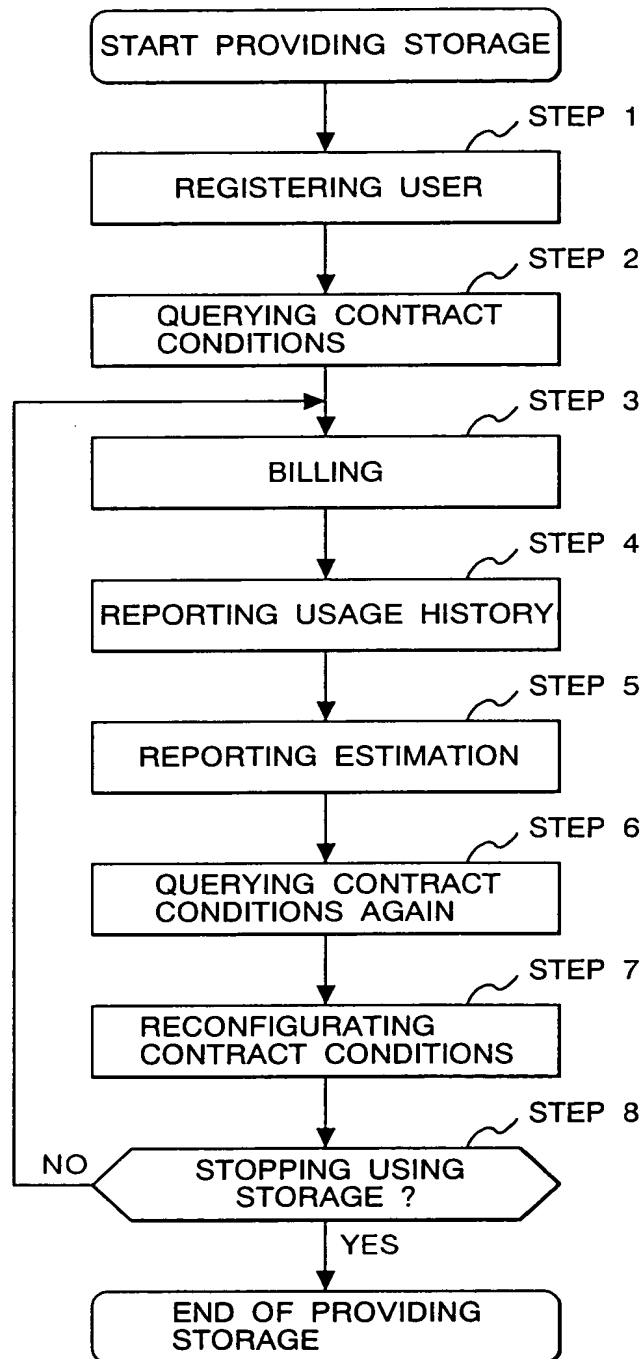 START PROVIDING STORAGE
STEP 1
REGISTERING USER
STEP 2
QUERYING CONTRACT
CONDITIONS
STEP 3
BILLING
STEP 4
REPORTING USAGE HISTORY
STEP 5
REPORTING ESTIMATION
STEP 6
QUERYING CONTRACT
CONDITIONS AGAIN
STEP 7
RECONFIGURATING
CONTRACT CONDITIONS
STEP 8
NO
STOPPING USING
STORAGE ?
YES
END OF PROVIDING
STORAGE